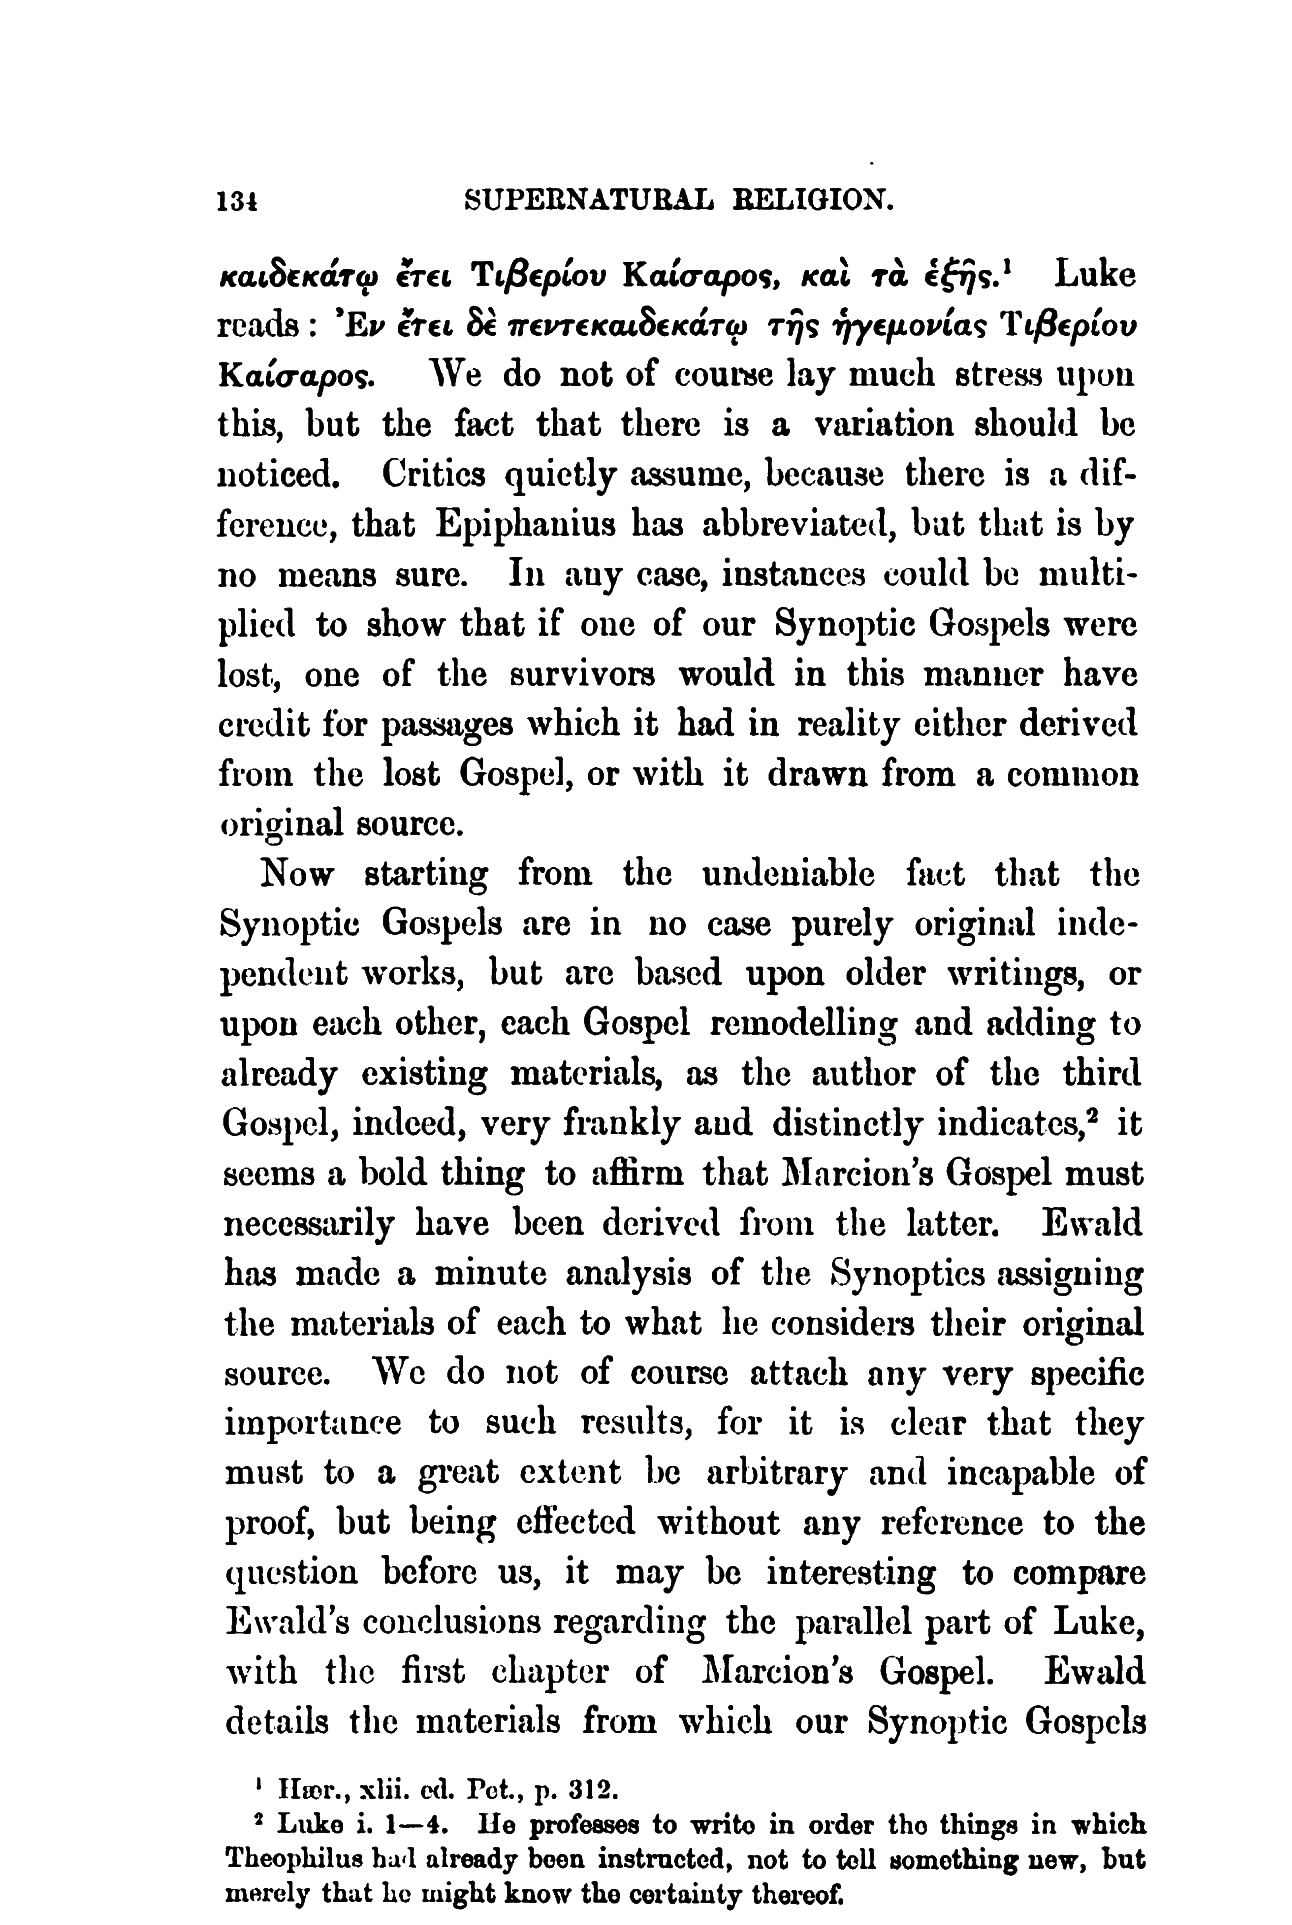 134 SUPERNATURAL RELIGION.
καιδεκάτῳ ἔτει Τιβερίου Καίσαρος, καὶ τὰ ἑξῆς.¹ Luke
reads : Ἐν ἔτει δὲ πεντεκαιδεκάτῳ τῆς ἡγεμονίας Τιβερίου
Καίσαρος. We do not of course lay much stress upon
this, but the fact that there is a variation should be
noticed. Critics quietly assume, because there is a dif-
ference, that Epiphanius has abbreviated, but that is by
no means sure. In any case, instances could be multi-
plied to show that if one of our Synoptic Gospels were
lost, one of the survivors would in this manner have
credit for passages which it had in reality either derived
from the lost Gospel, or with it drawn from a common
original source.
Now starting from the undeniable fact that the
Synoptic Gospels are in no case purely original inde-
pendent works, but are based upon older writings, or
upon each other, each Gospel remodelling and adding to
already existing materials, as the author of the third
Gospel, indeed, very frankly and distinctly indicates,² it
seems a bold thing to affirm that Marcion's Gospel must
necessarily have been derived from the latter. Ewald
has made a minute analysis of the Synoptics assigning
the materials of each to what he considers their original
source. We do not of course attach any very specific
importance to such results, for it is clear that they
must to a great extent be arbitrary and incapable of
proof, but being effected without any reference to the
question before us, it may be interesting to compare
Ewald's conclusions regarding the parallel part of Luke,
with the first chapter of Marcion's Gospel. Ewald
details the materials from which our Synoptic Gospels
¹ Hær., xlii. ed. Pet., p. 312.
² Luke i. 1—4. He professes to write in order the things in which
Theophilus had already been instructed, not to tell something new, but
merely that he might know the certainty thereof.